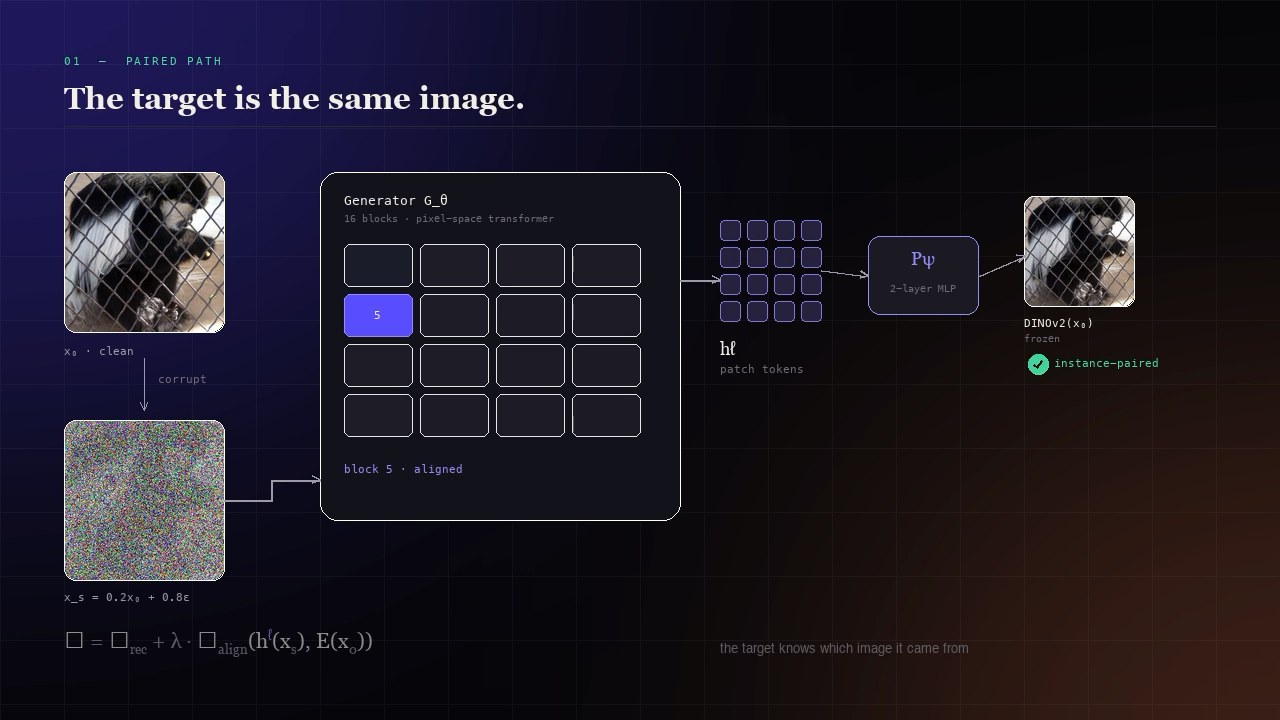 01 — PAIRED PATH
The target is the same image.
x₀ · clean
corrupt
x_s = 0.2x₀ + 0.8ε
Generator G_θ
16 blocks · pixel-space transformer
5
block 5 · aligned
hℓ
patch tokens
Pψ
2-layer MLP
DINOv2(x₀)
frozen
✓ instance-paired
□ = □rec + λ · □align(hℓ(xs), E(x₀))
the target knows which image it came from